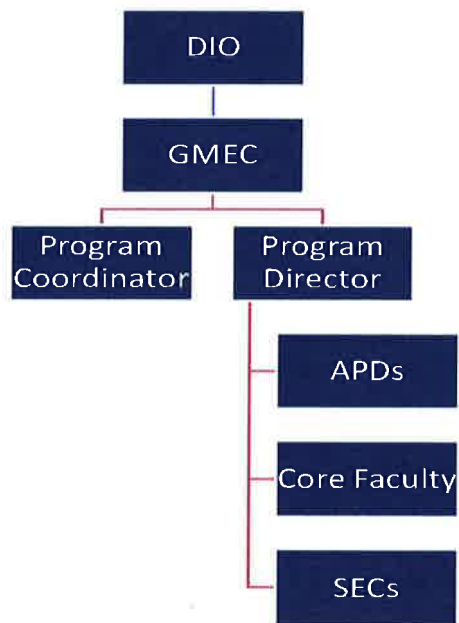 DIO
GMEC
Program
Coordinator
Program
Director
APDs
Core Faculty
SECs